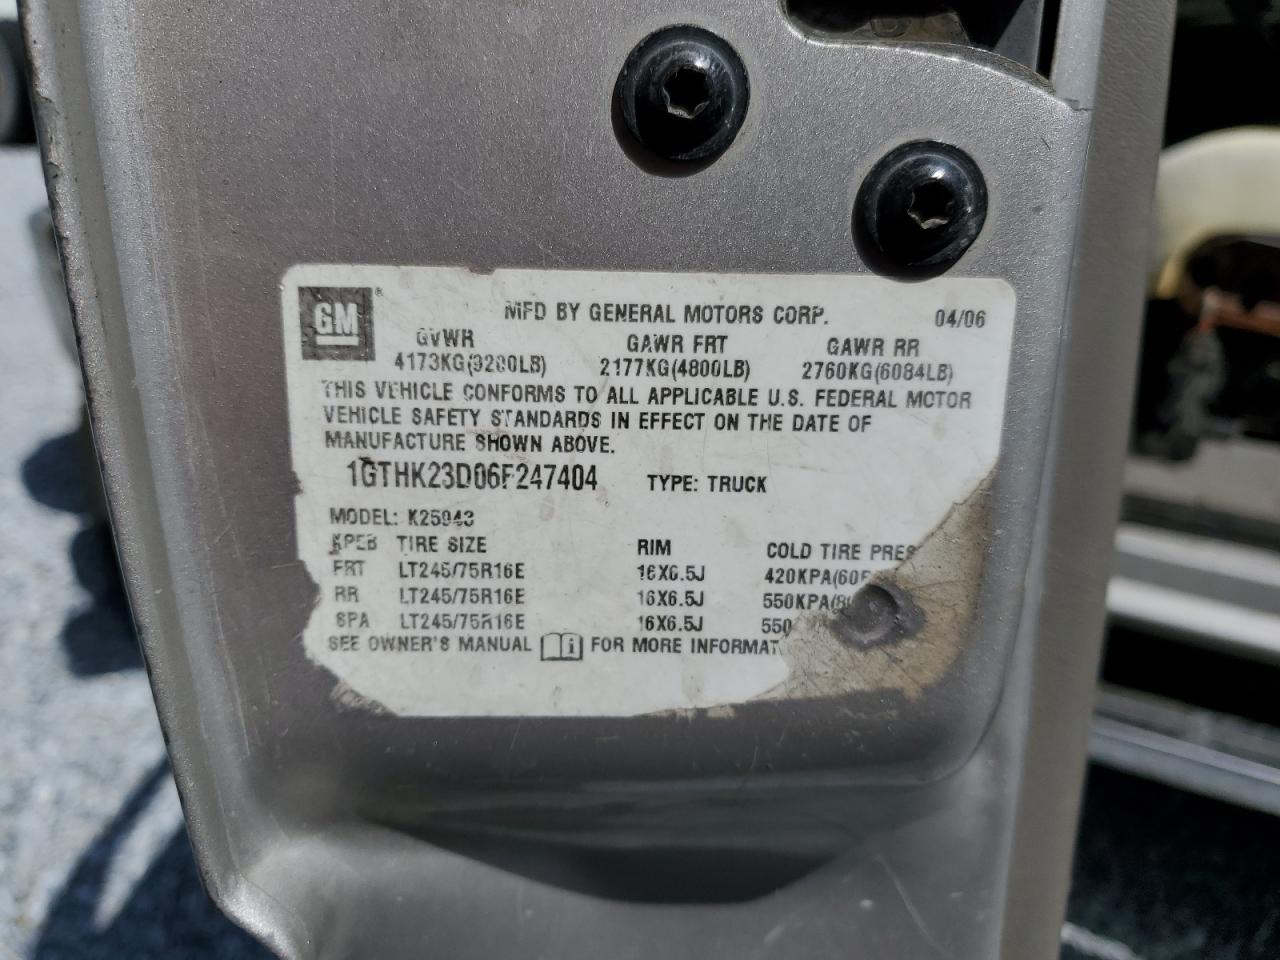 GM ®
MFD BY GENERAL MOTORS CORP. 04/06
GVWR GAWR FRT GAWR RR
4173KG(9200LB) 2177KG(4800LB) 2760KG(6084LB)
THIS VEHICLE CONFORMS TO ALL APPLICABLE U.S. FEDERAL MOTOR
VEHICLE SAFETY STANDARDS IN EFFECT ON THE DATE OF
MANUFACTURE SHOWN ABOVE.
1GTHK23D06F247404 TYPE: TRUCK
MODEL: K25943
TIRE SIZE RIM COLD TIRE PRES
FRT LT245/75R16E 16X6.5J 420KPA(60
RR LT245/75R16E 16X6.5J 550KPA(80
SPA LT245/75R16E 16X6.5J 550
SEE OWNER'S MANUAL FOR MORE INFORMAT